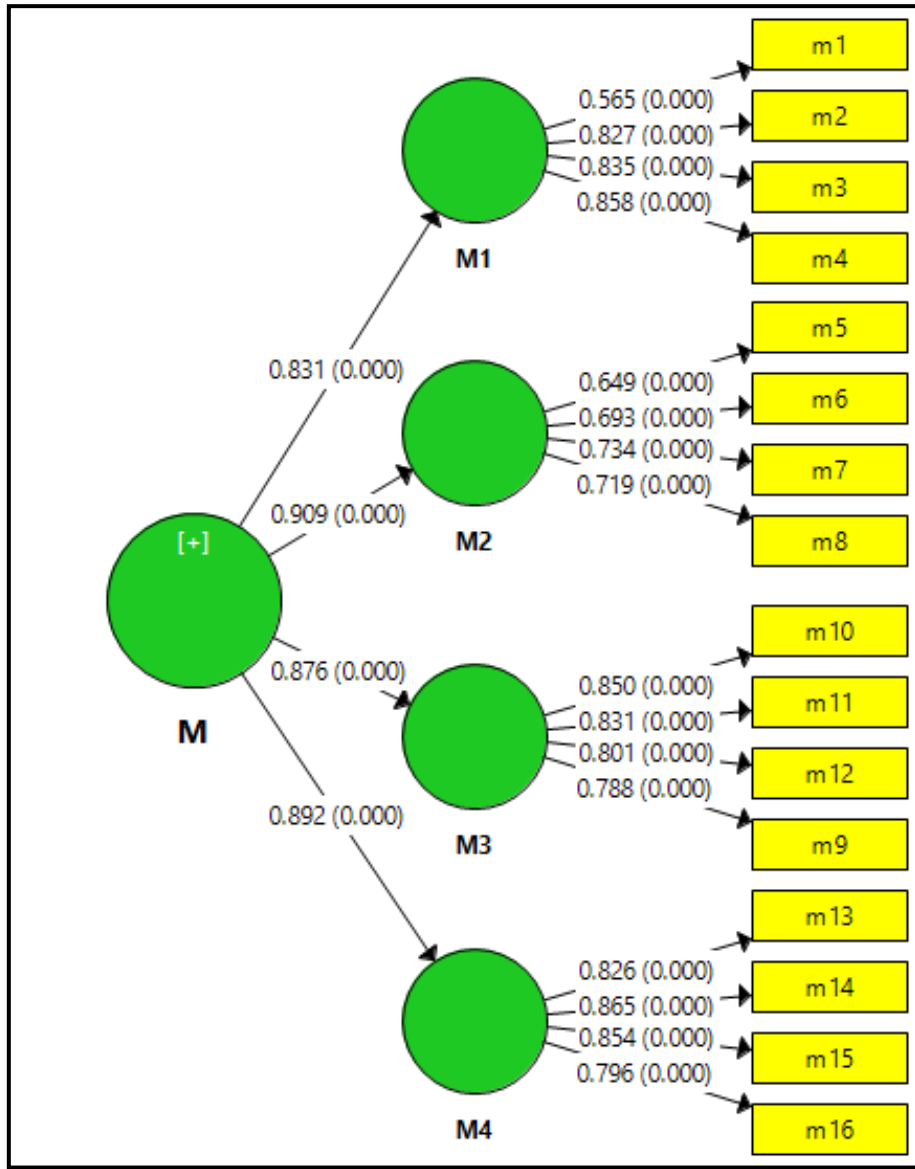 m1
0.565 (0.000)
m2
0.827 (0.000)
0.835 (0.000)
m3
0.858 (0.000)
m4
M1
m5
0.831 (0.000)
0.649 (0.000)
m6
0.693 (0.000)
0.734 (0.000)
m7
0.719 (0.000)
0.909 (0.000)
m8
M2
[+]
m10
0.876 (0.000)
0.850 (0.000)
m11
0.831 (0.000)
M
0.801 (0.000)
m12
0.788 (0.000)
0.892 (0.000)
m9
M3
m13
0.826 (0.000)
m14
0.865 (0.000)
0.854 (0.000)
m15
0.796 (0.000)
M4
m16